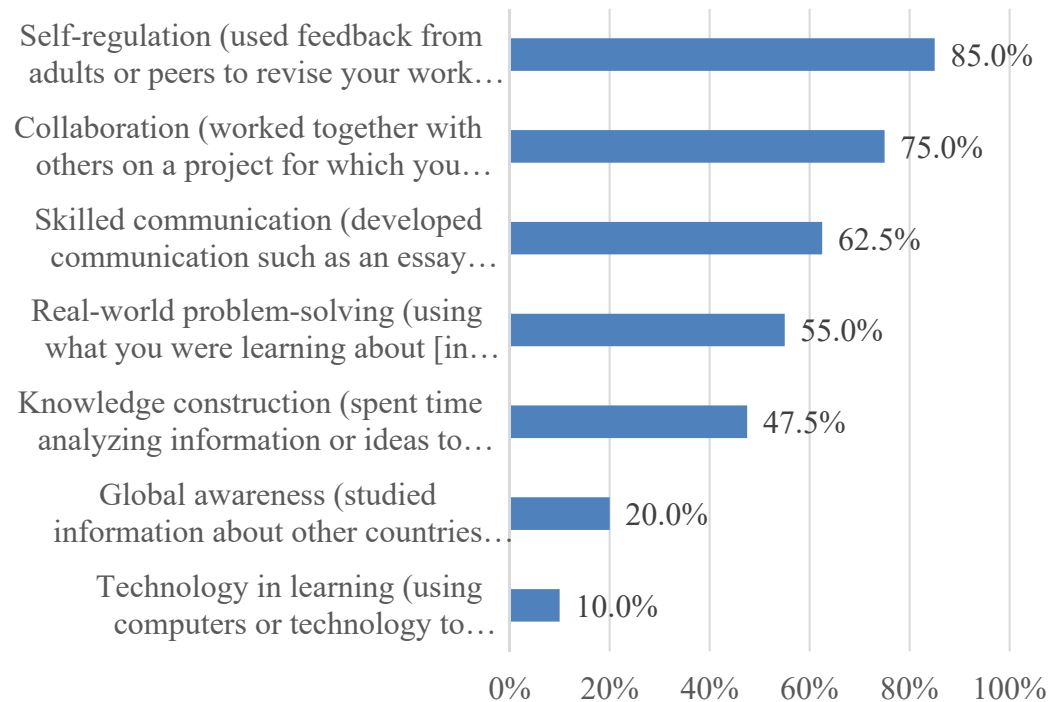 Self-regulation (used feedback from
adults or peers to revise your work…
85.0%
Collaboration (worked together with
others on a project for which you…
75.0%
Skilled communication (developed
communication such as an essay…
62.5%
Real-world problem-solving (using
what you were learning about [in…
55.0%
Knowledge construction (spent time
analyzing information or ideas to…
47.5%
Global awareness (studied
information about other countries…
20.0%
Technology in learning (using
computers or technology to…
10.0%
0% 20% 40% 60% 80% 100%